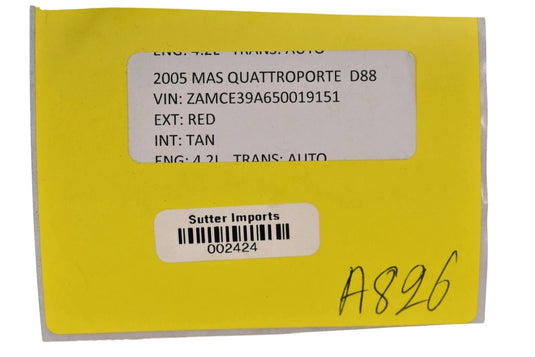 ENG: 4.2L TRANS: AUTO
2005 MAS QUATTROPORTE D88
VIN: ZAMCE39A650019151
EXT: RED
INT: TAN
ENG: 4.2L TRANS: AUTO
Sutter Imports
002424
A826